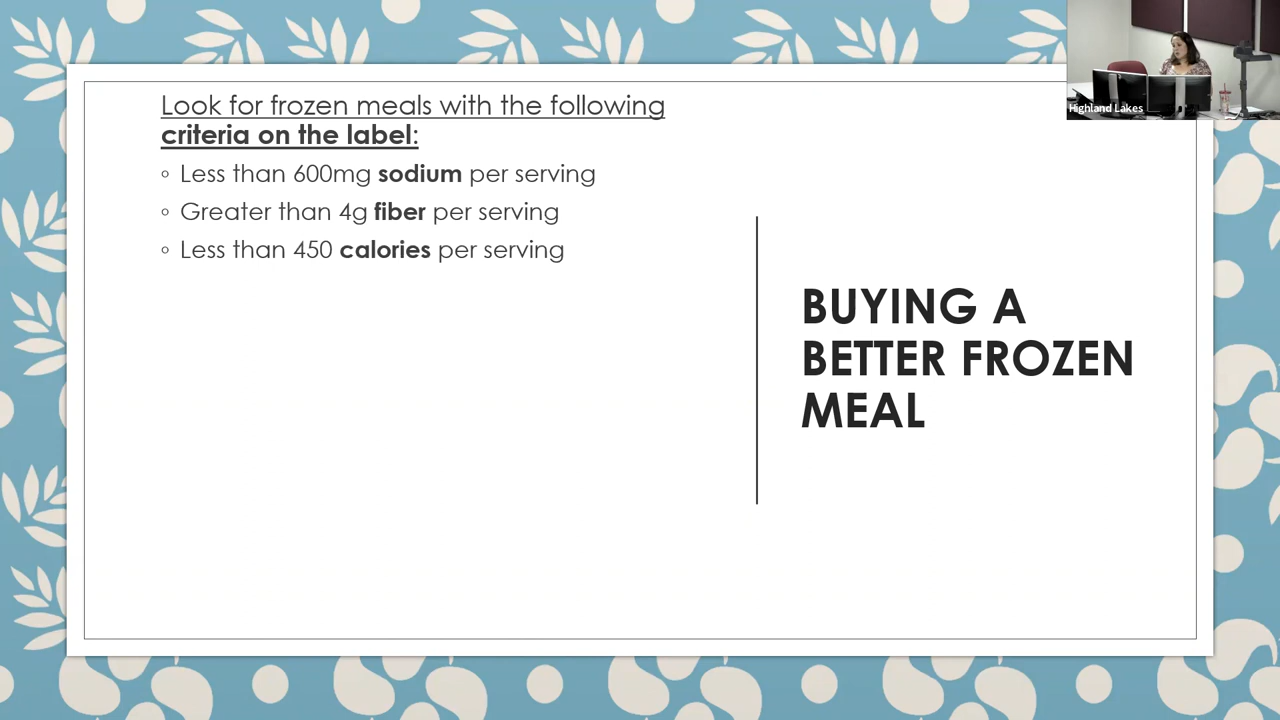 Look for frozen meals with the following
criteria on the label:
◦ Less than 600mg sodium per serving
◦ Greater than 4g fiber per serving
◦ Less than 450 calories per serving
BUYING A
BETTER FROZEN
MEAL
Highland Lakes